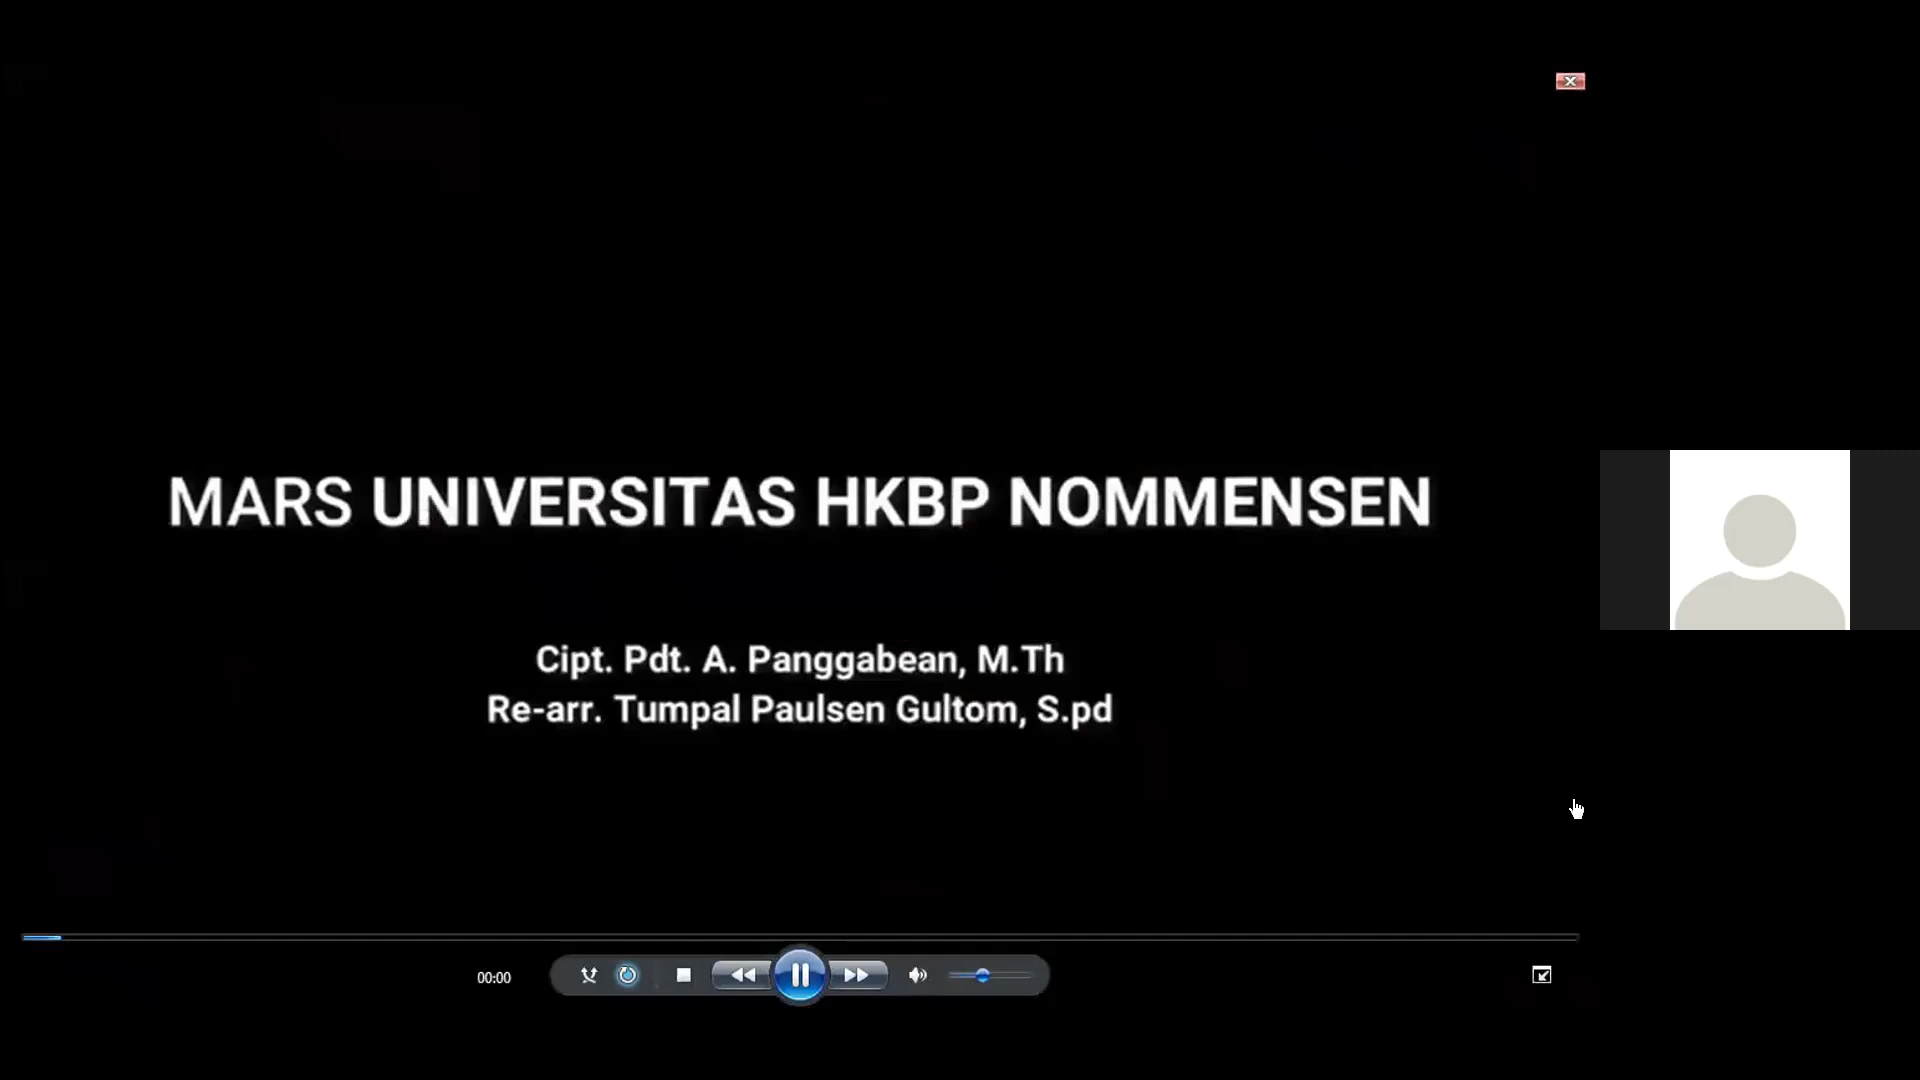 MARS UNIVERSITAS HKBP NOMMENSEN
Cipt. Pdt. A. Panggabean, M.Th
Re-arr. Tumpal Paulsen Gultom, S.pd
00:00